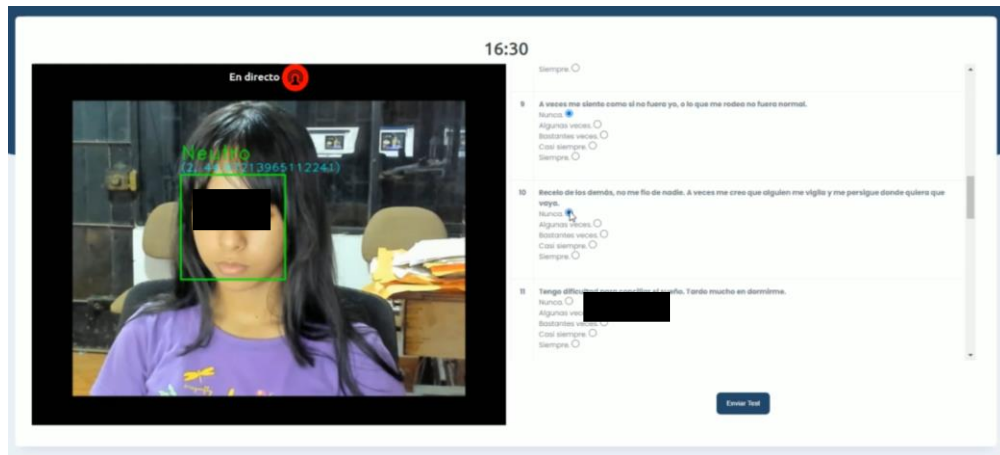 16:30
En directo
Neutro
Siempre.
9 A veces me siento como si no fuera yo, o lo que me rodea no fuera normal.
Nunca.
Algunas veces.
Bastantes veces.
Casi siempre.
Siempre.
10 Recelo de los demás, no me fio de nadie. A veces me creo que alguien me vigila y me persigue donde quiera que
vaya.
Nunca.
Algunas veces.
Bastantes veces.
Casi siempre.
Siempre.
11 Tengo dificultad para conciliar el sueño. Tardo mucho en dormirme.
Nunca.
Algunas
Bastantes veces.
Casi siempre.
Siempre.
Enviar Test